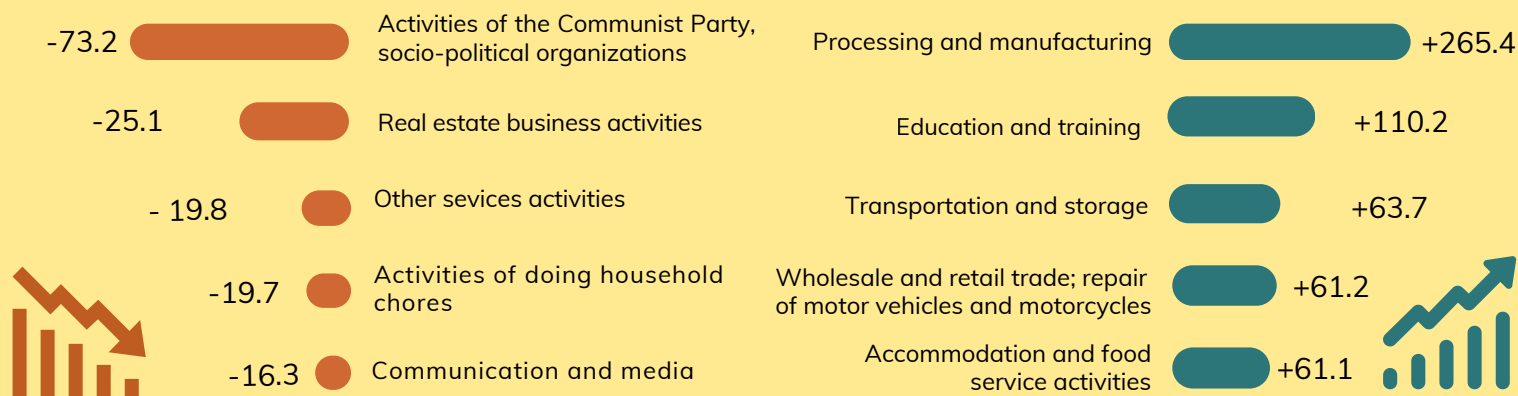 -73.2
Activities of the Communist Party,
socio-political organizations
-25.1
Real estate business activities
- 19.8
Other sevices activities
-19.7
Activities of doing household
chores
-16.3
Communication and media
Processing and manufacturing
+265.4
Education and training
+110.2
Transportation and storage
+63.7
Wholesale and retail trade; repair
of motor vehicles and motorcycles
+61.2
Accommodation and food
service activities
+61.1